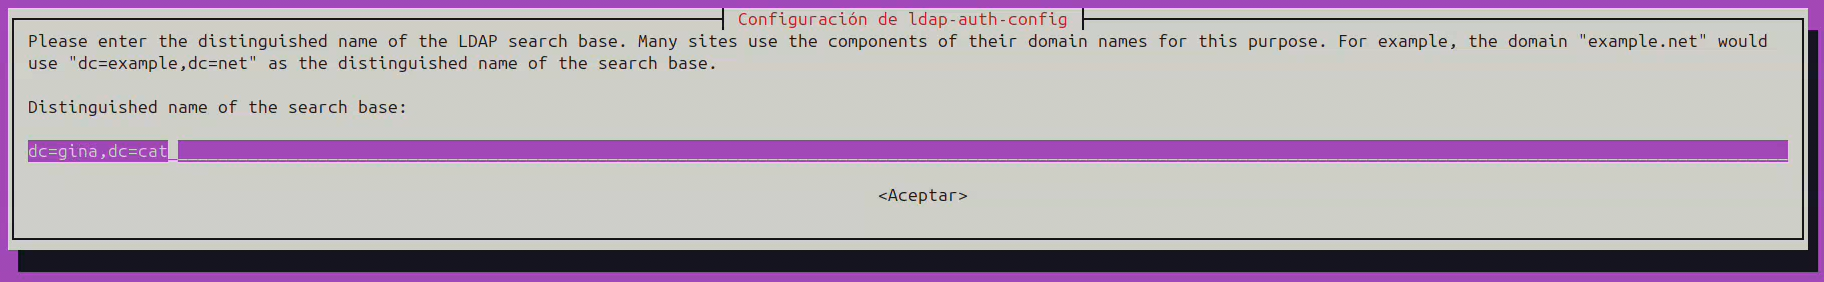 Configuración de ldap-auth-config
Please enter the distinguished name of the LDAP search base. Many sites use the components of their domain names for this purpose. For example, the domain "example.net" would
use "dc=example,dc=net" as the distinguished name of the search base.
Distinguished name of the search base:
dc=gina,dc=cat
<Aceptar>